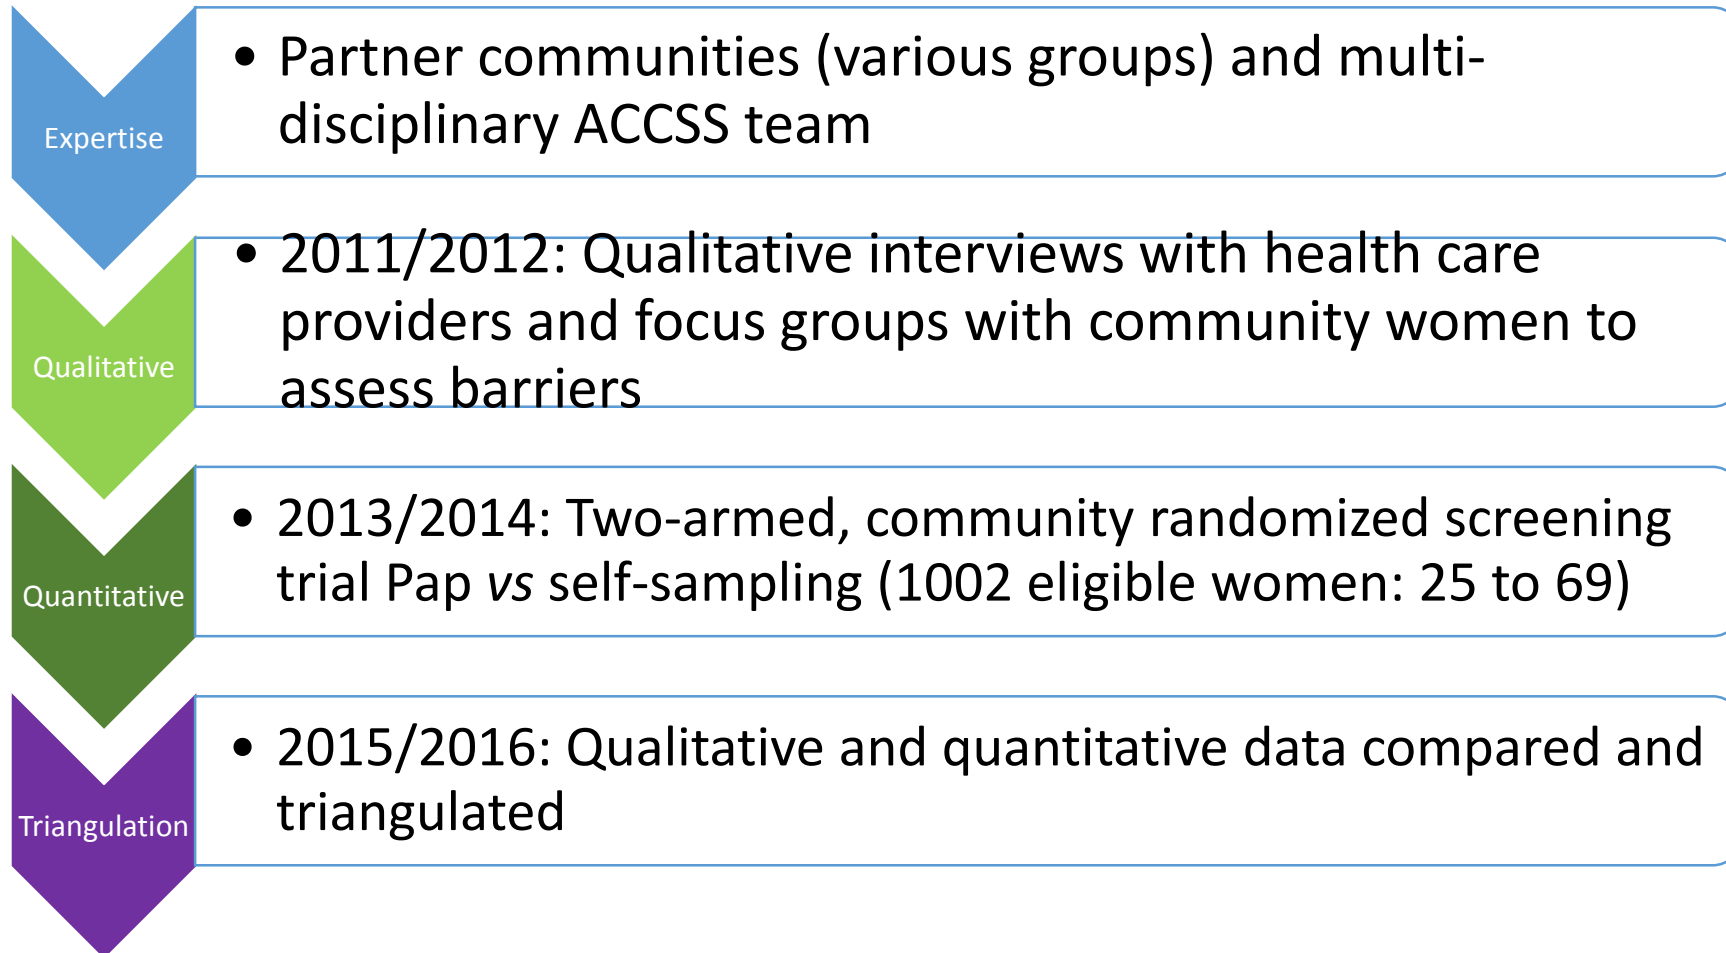 Expertise
• Partner communities (various groups) and multi-
disciplinary ACCSS team
Qualitative
• 2011/2012: Qualitative interviews with health care
providers and focus groups with community women to
assess barriers
Quantitative
• 2013/2014: Two-armed, community randomized screening
trial Pap vs self-sampling (1002 eligible women: 25 to 69)
Triangulation
• 2015/2016: Qualitative and quantitative data compared and
triangulated